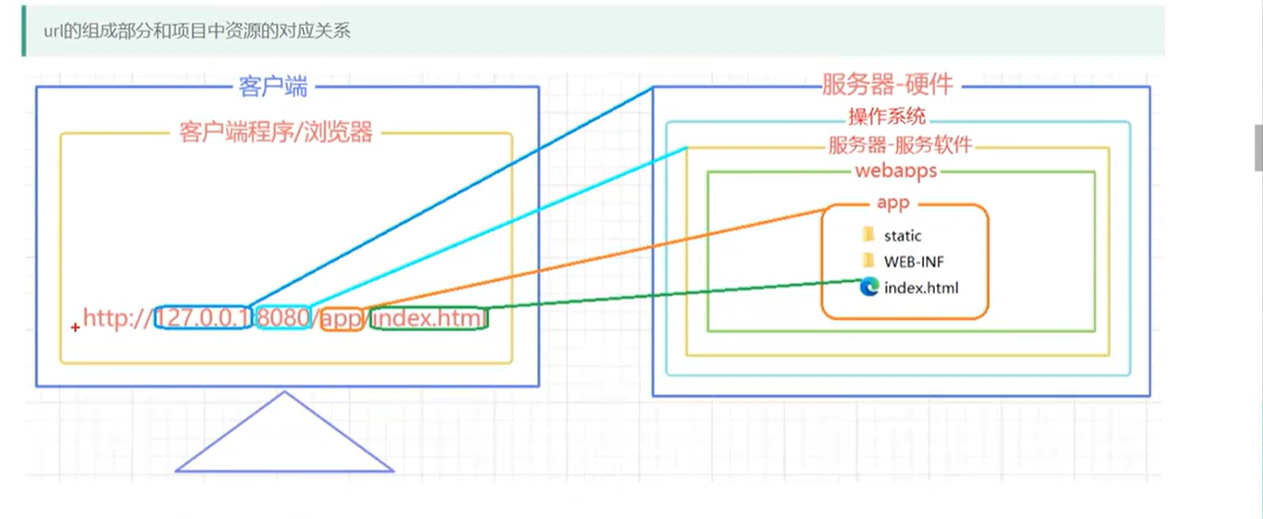 url的组成部分和项目中资源的对应关系
客户端
客户端程序/浏览器
http://127.0.0.1:8080/app/index.html
服务器-硬件
操作系统
服务器-服务软件
webapps
app
static
WEB-INF
index.html